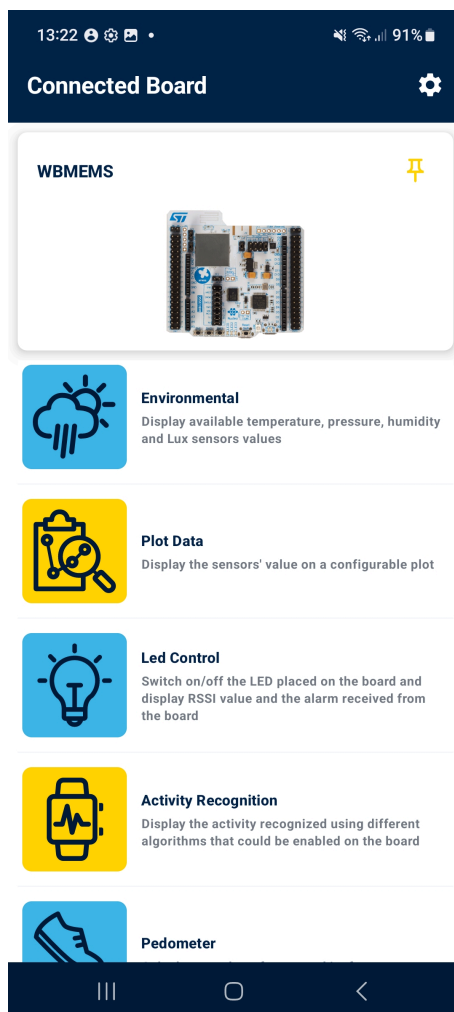 13:22
91%
Connected Board
WBMEMS
Environmental
Display available temperature, pressure, humidity
and Lux sensors values
Plot Data
Display the sensors' value on a configurable plot
Led Control
Switch on/off the LED placed on the board and
display RSSI value and the alarm received from
the board
Activity Recognition
Display the activity recognized using different
algorithms that could be enabled on the board
Pedometer